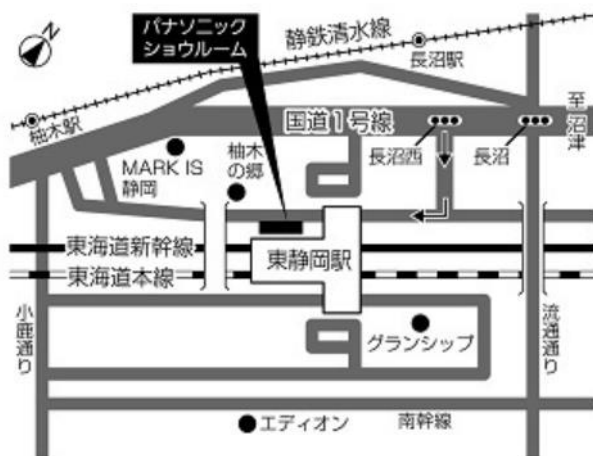 N
パナソニック
ショウルーム
静鉄清水線
長沼駅
柚木駅
国道1号線
至沼津
長沼西
長沼
MARK IS
静岡
柚木
の郷
東海道新幹線
東海道本線
東静岡駅
小鹿通り
流通通り
グランシップ
エディオン
南幹線